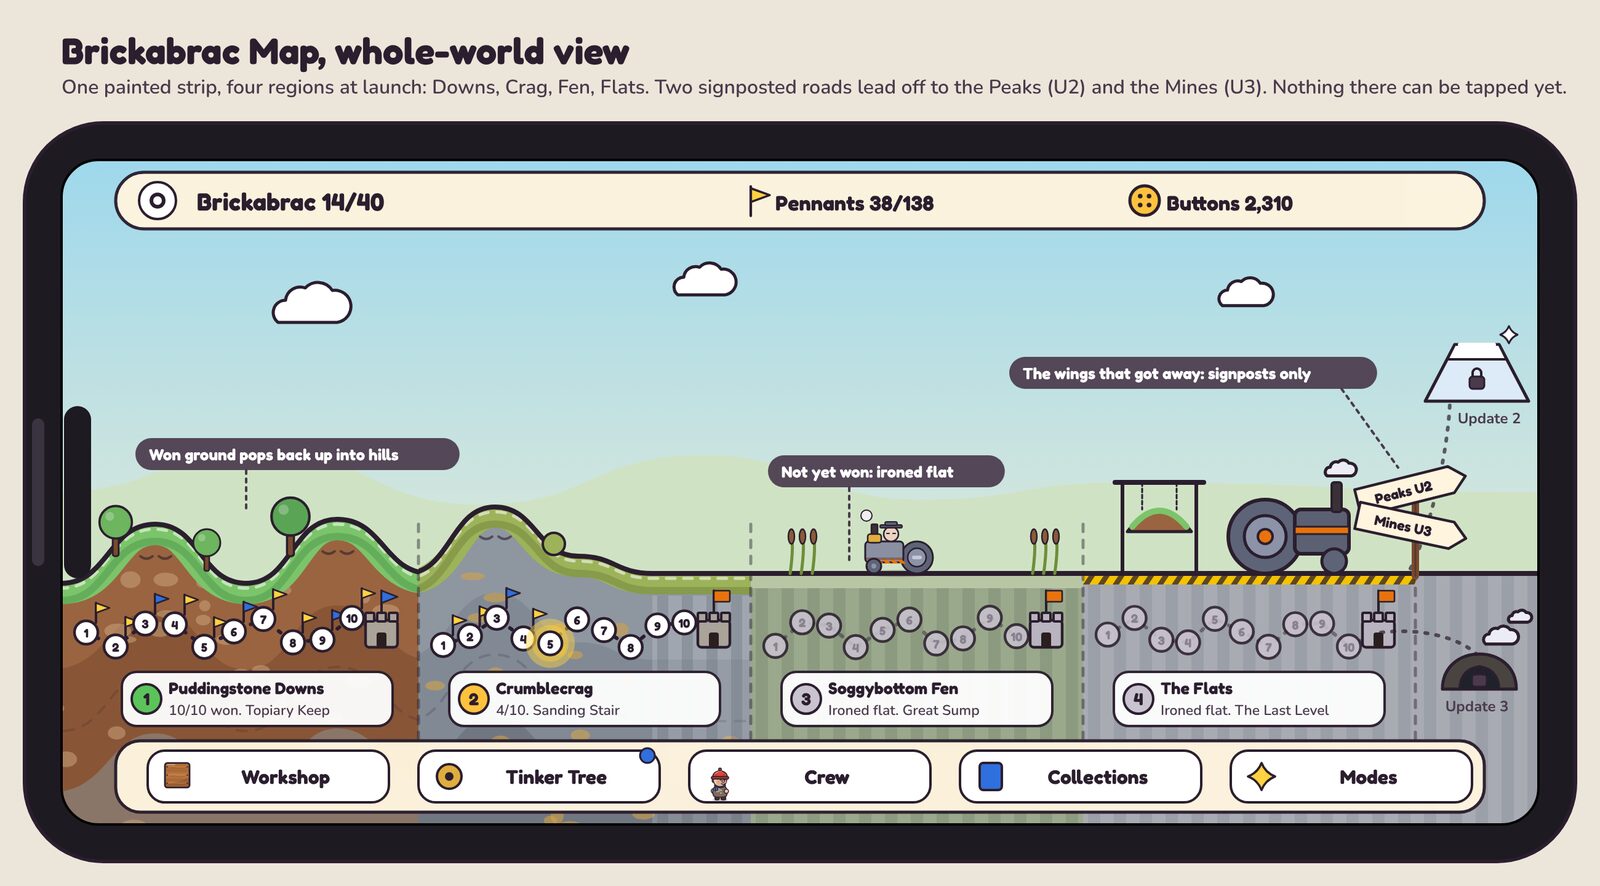 Brickabrac Map, whole-world view
One painted strip, four regions at launch: Downs, Crag, Fen, Flats. Two signposted roads lead off to the Peaks (U2) and the Mines (U3). Nothing there can be tapped yet.
Brickabrac 14/40
Pennants 38/138
Buttons 2,310
The wings that got away: signposts only
Update 2
Won ground pops back up into hills
Not yet won: ironed flat
Peaks U2
Mines U3
1 2 3 4 5 6 7 8 9 10
1 2 3 4 5 6 7 8 9 10
1 2 3 4 5 6 7 8 9 10
1 2 3 4 5 6 7 8 9 10
1
Puddingstone Downs
10/10 won. Topiary Keep
2
Crumblecrag
4/10. Sanding Stair
3
Soggybottom Fen
Ironed flat. Great Sump
4
The Flats
Ironed flat. The Last Level
Update 3
Workshop
Tinker Tree
Crew
Collections
Modes